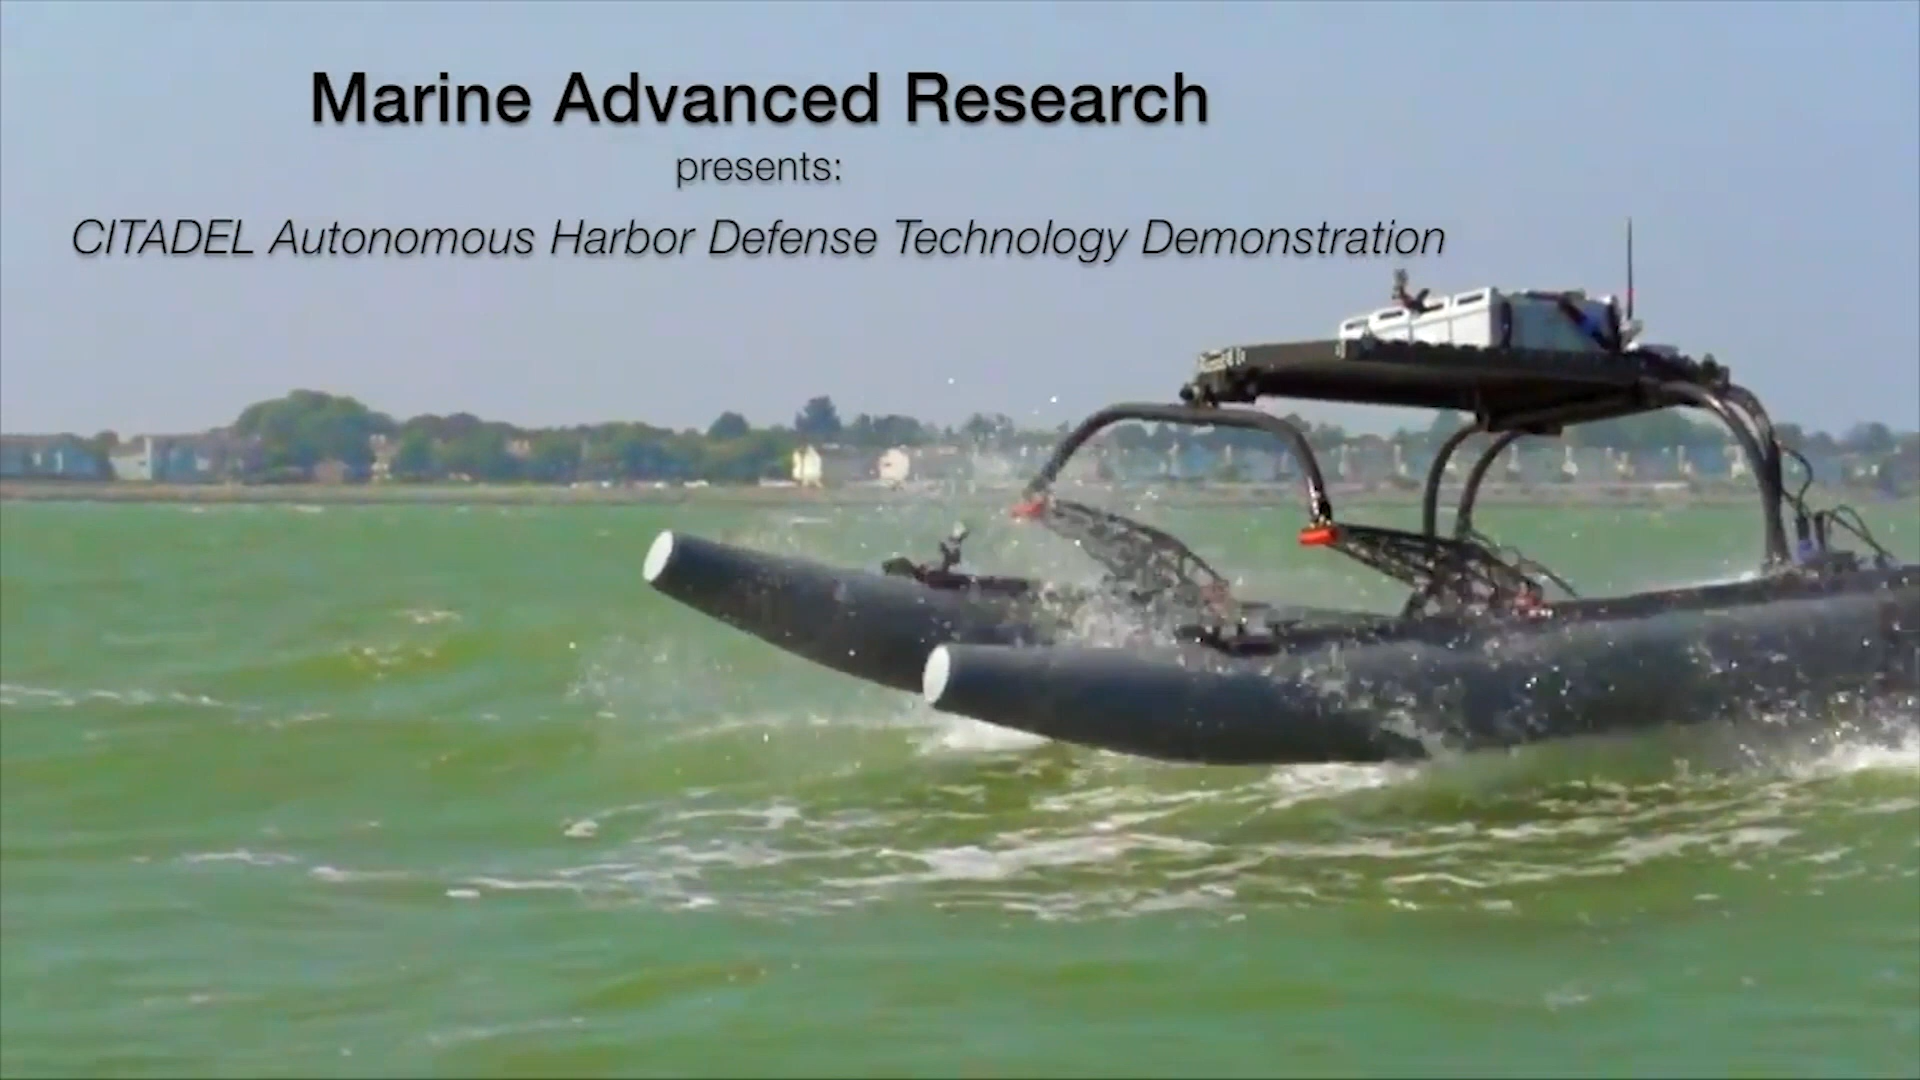 Marine Advanced Research
presents:
CITADEL Autonomous Harbor Defense Technology Demonstration